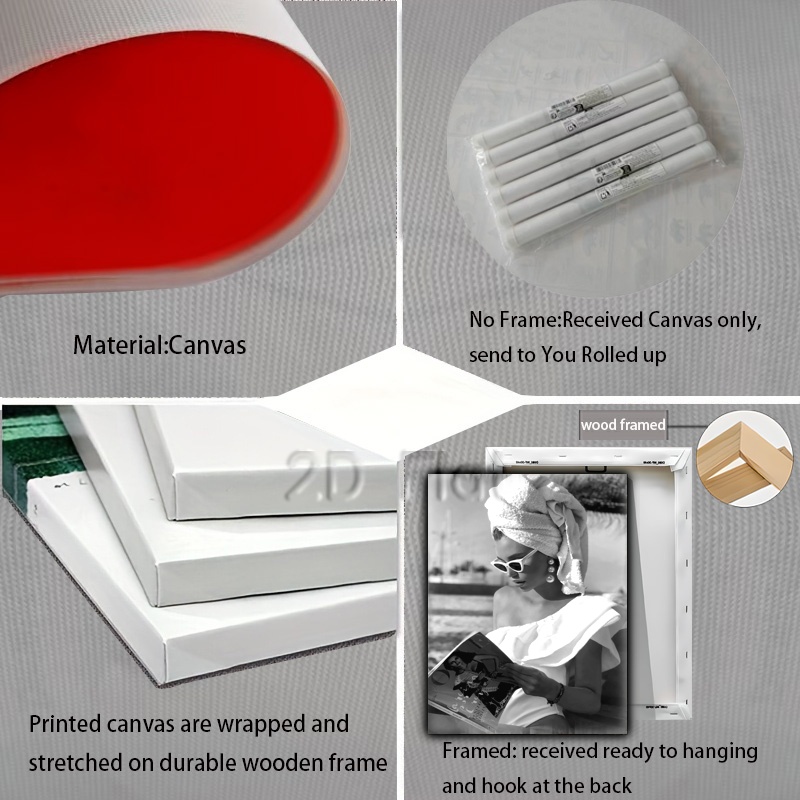 Material:Canvas
No Frame:Received Canvas only,
send to You Rolled up
wood framed
2.D
Printed canvas are wrapped and
stretched on durable wooden frame
Framed: received ready to hanging
and hook at the back